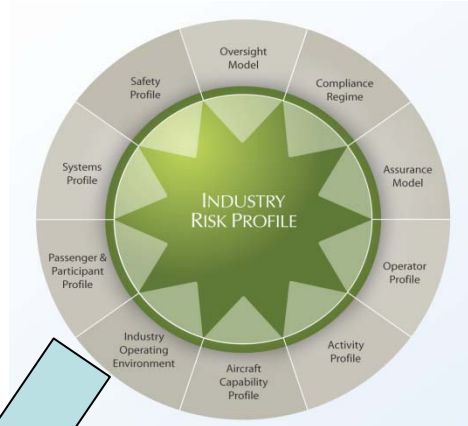 Oversight
Model
Compliance
Regime
Assurance
Model
Operator
Profile
Activity
Profile
Aircraft
Capability
Profile
Industry
Operating
Environment
Passenger &
Participant
Profile
Systems
Profile
Safety
Profile
INDUSTRY
RISK PROFILE